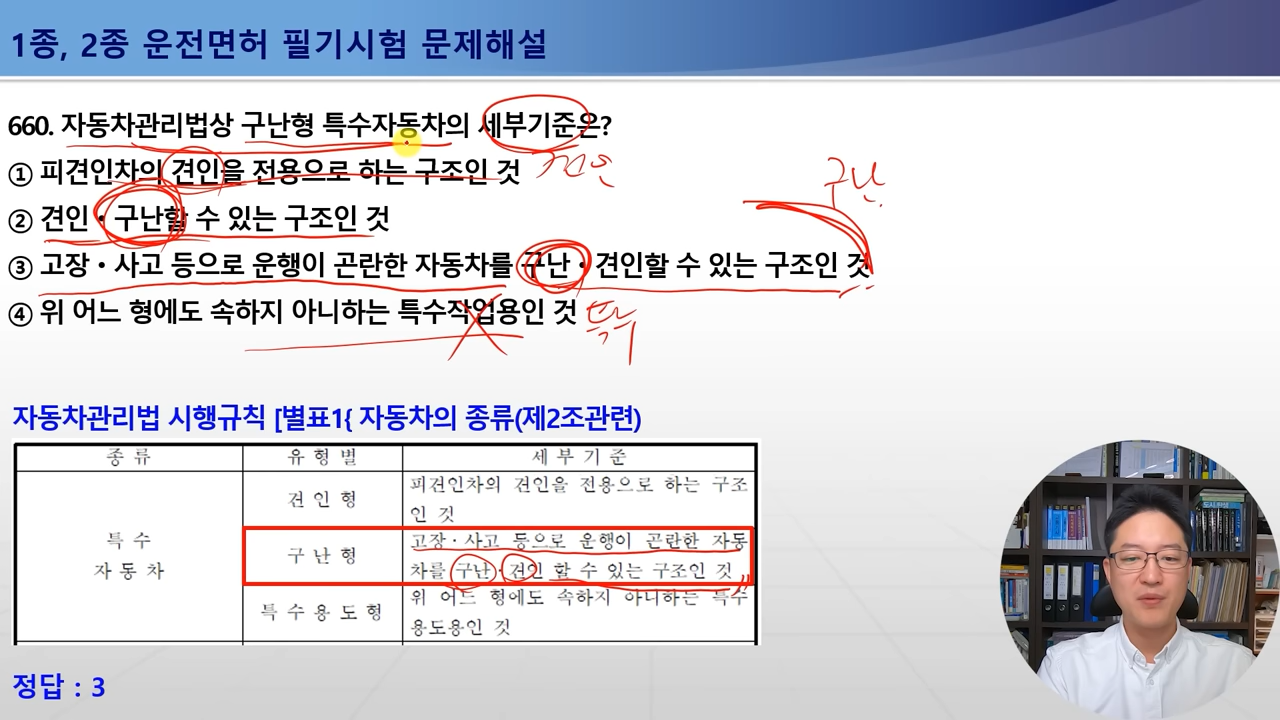 1종, 2종 운전면허 필기시험 문제해설
660. 자동차관리법상 구난형 특수자동차의 세부기준은?
① 피견인차의 견인을 전용으로 하는 구조인 것 견인
구난
② 견인·구난할 수 있는 구조인 것
③ 고장·사고 등으로 운행이 곤란한 자동차를 구난·견인할 수 있는 구조인 것
④ 위 어느 형에도 속하지 아니하는 특수작업용인 것 특수
자동차관리법 시행규칙 [별표1{ 자동차의 종류(제2조관련)
종 류 유 형 별 세 부 기 준
특 수
자 동 차
견 인 형
피견인차의 견인을 전용으로 하는 구조
인 것
구 난 형
고장·사고 등으로 운행이 곤란한 자동
차를 구난·견인 할 수 있는 구조인 것
특 수 용 도 형
위 어느 형에도 속하지 아니하는 특수
용도용인 것
정답 : 3